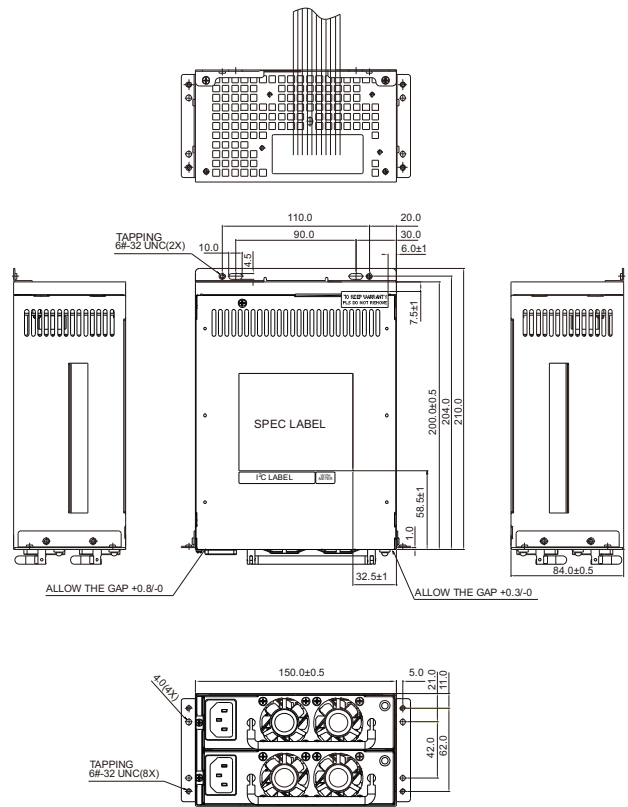 110.0
20.0
TAPPING
6#-32 UNC(2X)
90.0
30.0
10.0
4.5
6.0±1
TO KEEP WARRANTY
PLS DO NOT REMOVE
7.5±1
SPEC LABEL
200.0±0.5
204.0
210.0
I²C LABEL
58.5±1
1.0
32.5±1
84.0±0.5
ALLOW THE GAP +0.8/-0
ALLOW THE GAP +0.3/-0
150.0±0.5
5.0
21.0
11.0
4.0(4X)
42.0
62.0
TAPPING
6#-32 UNC(8X)